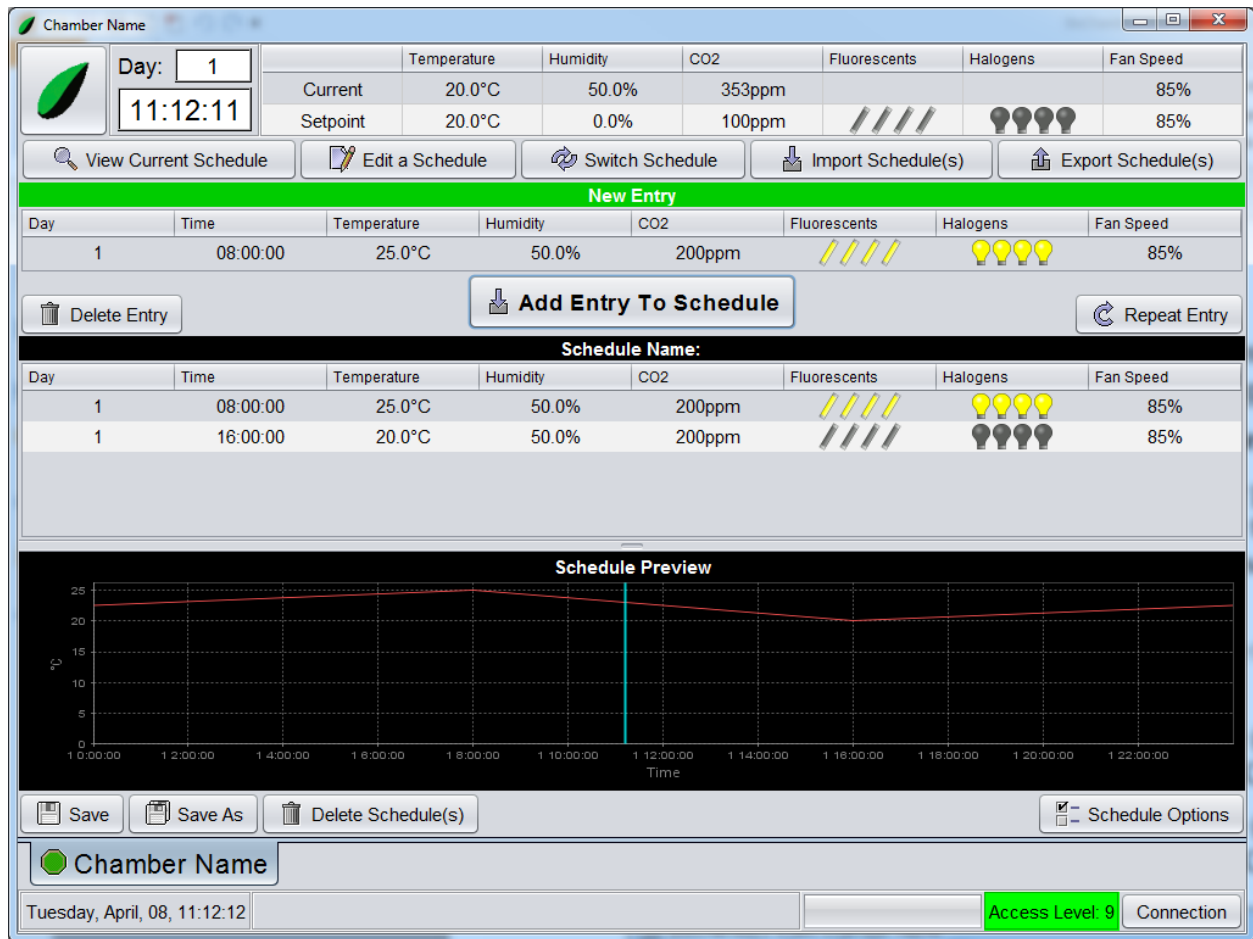 Chamber Name
Day: 1
11:12:11
Temperature Humidity CO2 Fluorescents Halogens Fan Speed
Current 20.0°C 50.0% 353ppm 85%
Setpoint 20.0°C 0.0% 100ppm 85%
View Current Schedule Edit a Schedule Switch Schedule Import Schedule(s) Export Schedule(s)
New Entry
Day Time Temperature Humidity CO2 Fluorescents Halogens Fan Speed
1 08:00:00 25.0°C 50.0% 200ppm 85%
Delete Entry Add Entry To Schedule Repeat Entry
Schedule Name:
Day Time Temperature Humidity CO2 Fluorescents Halogens Fan Speed
1 08:00:00 25.0°C 50.0% 200ppm 85%
1 16:00:00 20.0°C 50.0% 200ppm 85%
Schedule Preview
25
20
15
10
5
0
°C
1 0:00:00 1 2:00:00 1 4:00:00 1 6:00:00 1 8:00:00 1 10:00:00 1 12:00:00 1 14:00:00 1 16:00:00 1 18:00:00 1 20:00:00 1 22:00:00
Time
Save Save As Delete Schedule(s) Schedule Options
Chamber Name
Tuesday, April, 08, 11:12:12 Access Level: 9 Connection